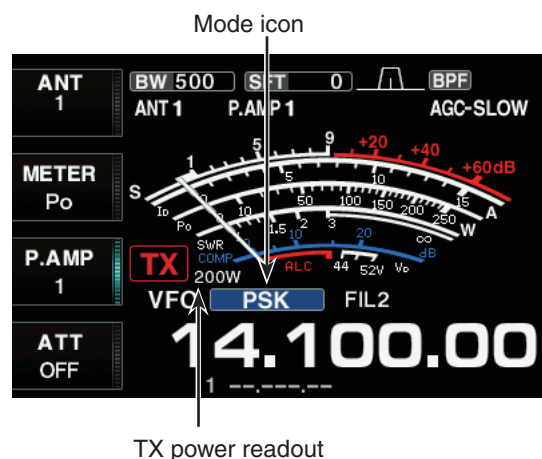 Mode icon
ANT
1
BW 500 SFT 0 BPF
ANT 1 P.AMP 1 AGC-SLOW
METER
Po
S 1 5 9 +20 +40 +60dB
ID 0 5 10 15 A
Po 0 10 50 100 150 200 250 W
SWR 1 1.5 2 3 ∞
COMP 0 10 20 dB
ALC 44 52V VD
P.AMP
1
TX 200W
VFO PSK FIL2
ATT
OFF
14.100.00
1 --.---.--
TX power readout